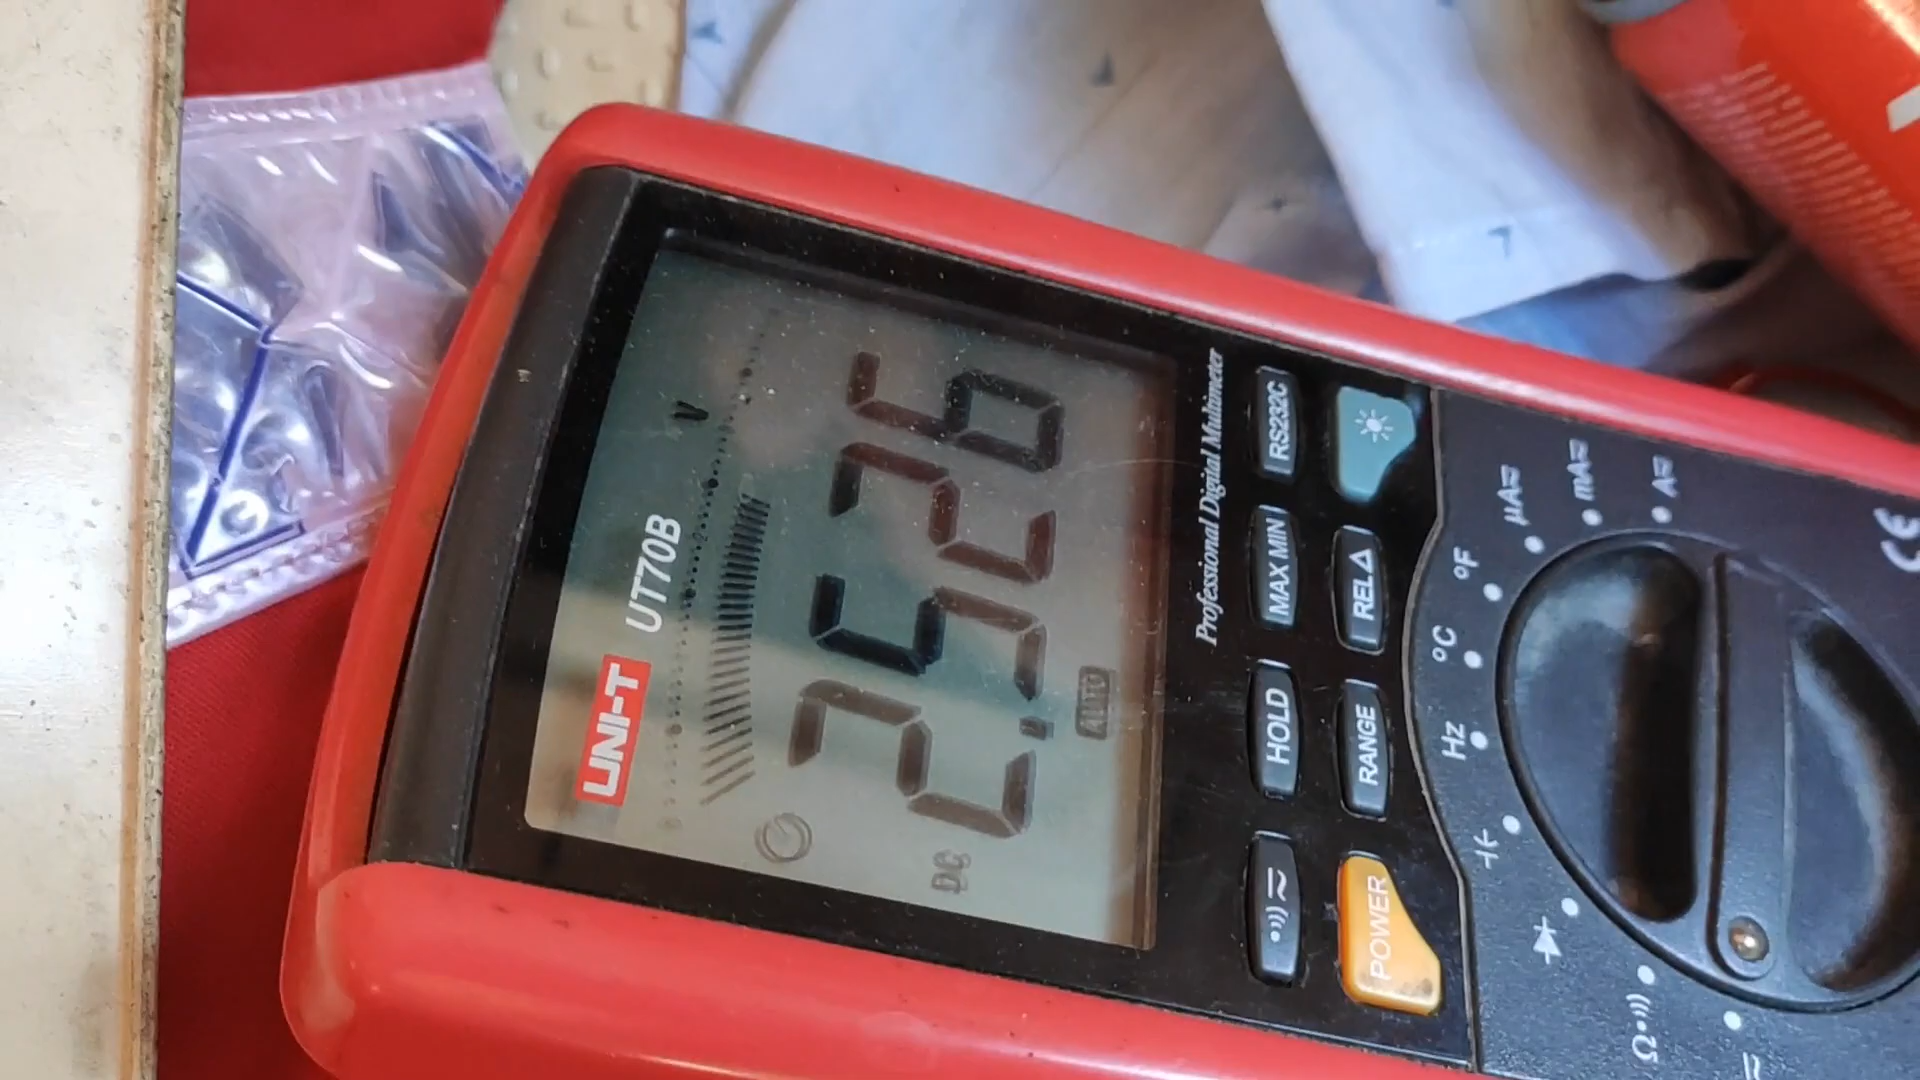 UNI-T UT70B
V
2.526
DC
AUTO
Professional Digital Multimeter
HOLD MAX MIN RS232C
POWER RANGE REL△
Ω
Hz
°C
°F
µA
mA
A
CE